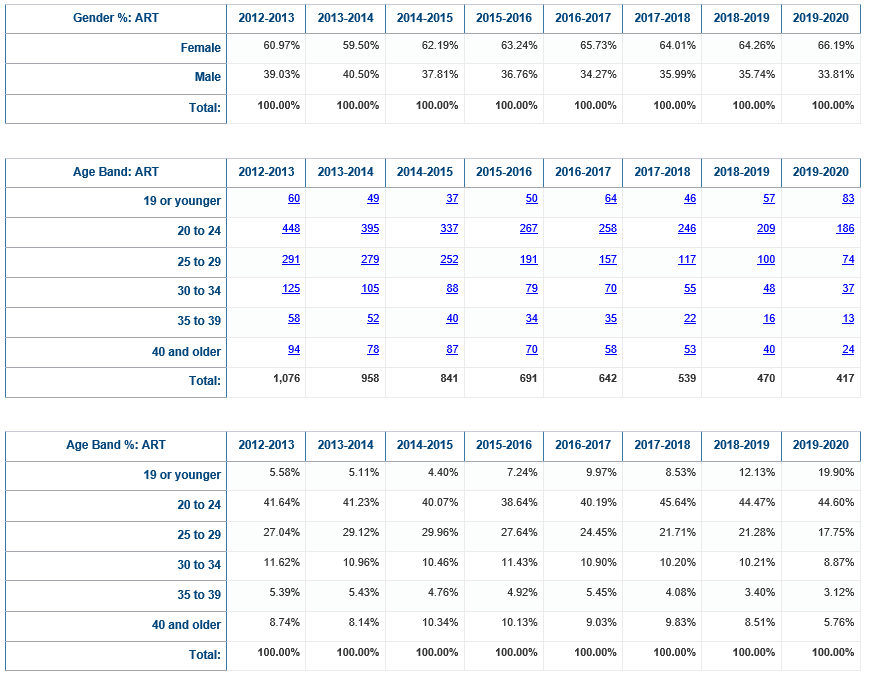 Gender %: ART 2012-2013 2013-2014 2014-2015 2015-2016 2016-2017 2017-2018 2018-2019 2019-2020
Female 60.97% 59.50% 62.19% 63.24% 65.73% 64.01% 64.26% 66.19%
Male 39.03% 40.50% 37.81% 36.76% 34.27% 35.99% 35.74% 33.81%
Total: 100.00% 100.00% 100.00% 100.00% 100.00% 100.00% 100.00% 100.00%
Age Band: ART 2012-2013 2013-2014 2014-2015 2015-2016 2016-2017 2017-2018 2018-2019 2019-2020
19 or younger 60 49 37 50 64 46 57 83
20 to 24 448 395 337 267 258 246 209 186
25 to 29 291 279 252 191 157 117 100 74
30 to 34 125 105 88 79 70 55 48 37
35 to 39 58 52 40 34 35 22 16 13
40 and older 94 78 87 70 58 53 40 24
Total: 1,076 958 841 691 642 539 470 417
Age Band %: ART 2012-2013 2013-2014 2014-2015 2015-2016 2016-2017 2017-2018 2018-2019 2019-2020
19 or younger 5.58% 5.11% 4.40% 7.24% 9.97% 8.53% 12.13% 19.90%
20 to 24 41.64% 41.23% 40.07% 38.64% 40.19% 45.64% 44.47% 44.60%
25 to 29 27.04% 29.12% 29.96% 27.64% 24.45% 21.71% 21.28% 17.75%
30 to 34 11.62% 10.96% 10.46% 11.43% 10.90% 10.20% 10.21% 8.87%
35 to 39 5.39% 5.43% 4.76% 4.92% 5.45% 4.08% 3.40% 3.12%
40 and older 8.74% 8.14% 10.34% 10.13% 9.03% 9.83% 8.51% 5.76%
Total: 100.00% 100.00% 100.00% 100.00% 100.00% 100.00% 100.00% 100.00%